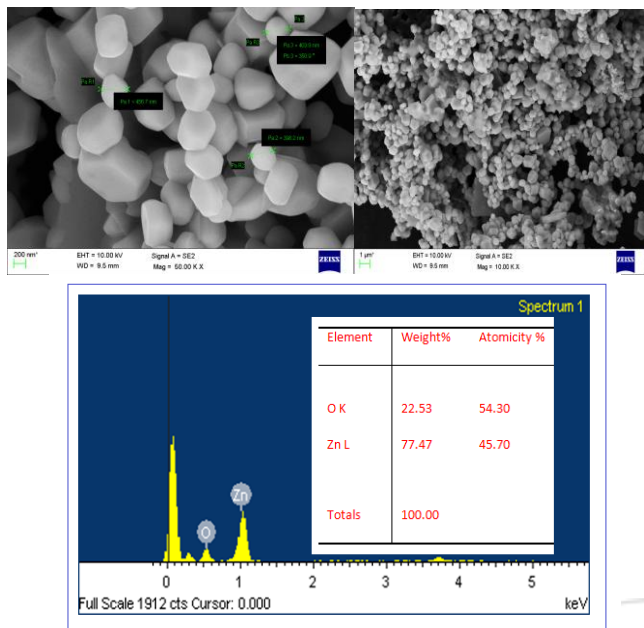 200 nm
EHT = 10.00 kV
Signal A = SE2
WD = 9.5 mm
Mag = 50.00 K X
ZEISS
1 µm
EHT = 10.00 kV
Signal A = SE2
WD = 9.5 mm
Mag = 10.00 K X
ZEISS
Spectrum 1
Element Weight% Atomicity %
O K 22.53 54.30
Zn L 77.47 45.70
Totals 100.00
O
Zn
0 1 2 3 4 5
Full Scale 1912 cts Cursor: 0.000 keV